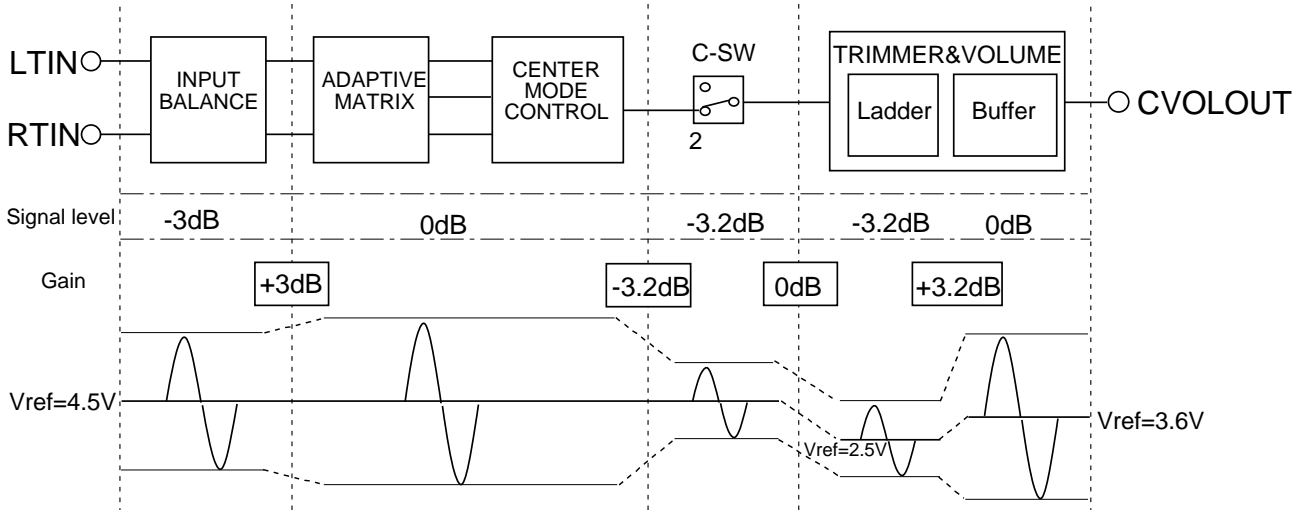 LTIN
RTIN
INPUT
BALANCE
ADAPTIVE
MATRIX
CENTER
MODE
CONTROL
C-SW
2
TRIMMER&VOLUME
Ladder
Buffer
CVOLOUT
Signal level
-3dB
0dB
-3.2dB
-3.2dB
0dB
Gain
+3dB
-3.2dB
0dB
+3.2dB
Vref=4.5V
Vref=2.5V
Vref=3.6V